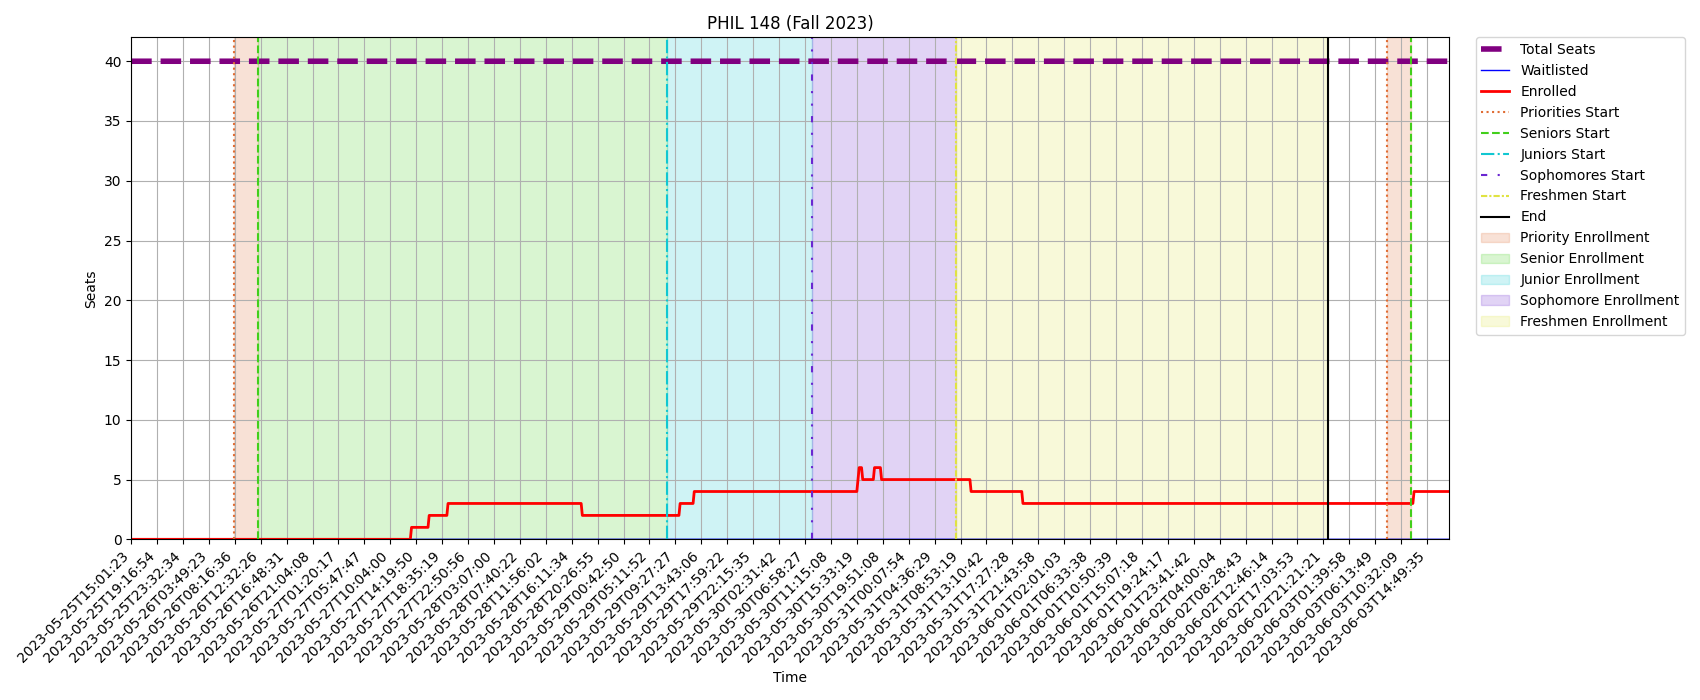 PHIL 148 (Fall 2023)
Seats
40
35
30
25
20
15
10
5
0
2023-05-25T15:01:23
2023-05-25T19:16:54
2023-05-25T23:32:34
2023-05-26T03:49:23
2023-05-26T08:16:36
2023-05-26T12:32:26
2023-05-26T16:48:31
2023-05-26T21:04:08
2023-05-27T01:20:17
2023-05-27T05:47:47
2023-05-27T10:04:00
2023-05-27T14:19:50
2023-05-27T18:35:19
2023-05-27T22:50:56
2023-05-28T03:07:00
2023-05-28T07:40:22
2023-05-28T11:56:02
2023-05-28T16:11:34
2023-05-28T20:26:55
2023-05-29T00:42:50
2023-05-29T05:11:52
2023-05-29T09:27:27
2023-05-29T13:43:06
2023-05-29T17:59:22
2023-05-29T22:15:35
2023-05-30T02:31:42
2023-05-30T06:58:27
2023-05-30T11:15:08
2023-05-30T15:33:19
2023-05-30T19:51:08
2023-05-31T00:07:54
2023-05-31T04:36:29
2023-05-31T08:53:19
2023-05-31T13:10:42
2023-05-31T17:27:28
2023-05-31T21:43:58
2023-06-01T02:01:03
2023-06-01T06:33:38
2023-06-01T10:50:39
2023-06-01T15:07:18
2023-06-01T19:24:17
2023-06-01T23:41:42
2023-06-02T04:00:04
2023-06-02T08:28:43
2023-06-02T12:46:14
2023-06-02T17:03:53
2023-06-02T21:21:21
2023-06-03T01:39:58
2023-06-03T06:13:49
2023-06-03T10:32:09
2023-06-03T14:49:35
Time
Total Seats
Waitlisted
Enrolled
Priorities Start
Seniors Start
Juniors Start
Sophomores Start
Freshmen Start
End
Priority Enrollment
Senior Enrollment
Junior Enrollment
Sophomore Enrollment
Freshmen Enrollment